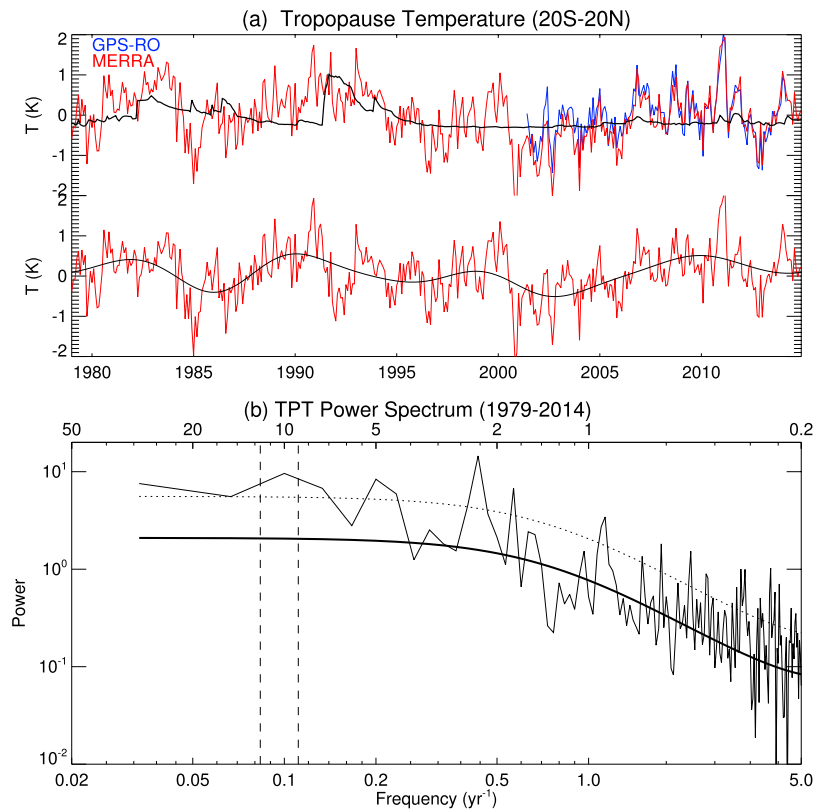 (a) Tropopause Temperature (20S-20N)
GPS-RO
MERRA
2
1
0
-1
-2
T (K)
2
1
0
-1
-2
T (K)
1980 1985 1990 1995 2000 2005 2010
(b) TPT Power Spectrum (1979-2014)
50 20 10 5 2 1 0.2
10^1
10^0
10^-1
10^-2
Power
0.02 0.05 0.1 0.2 0.5 1.0 5.0
Frequency (yr^-1)